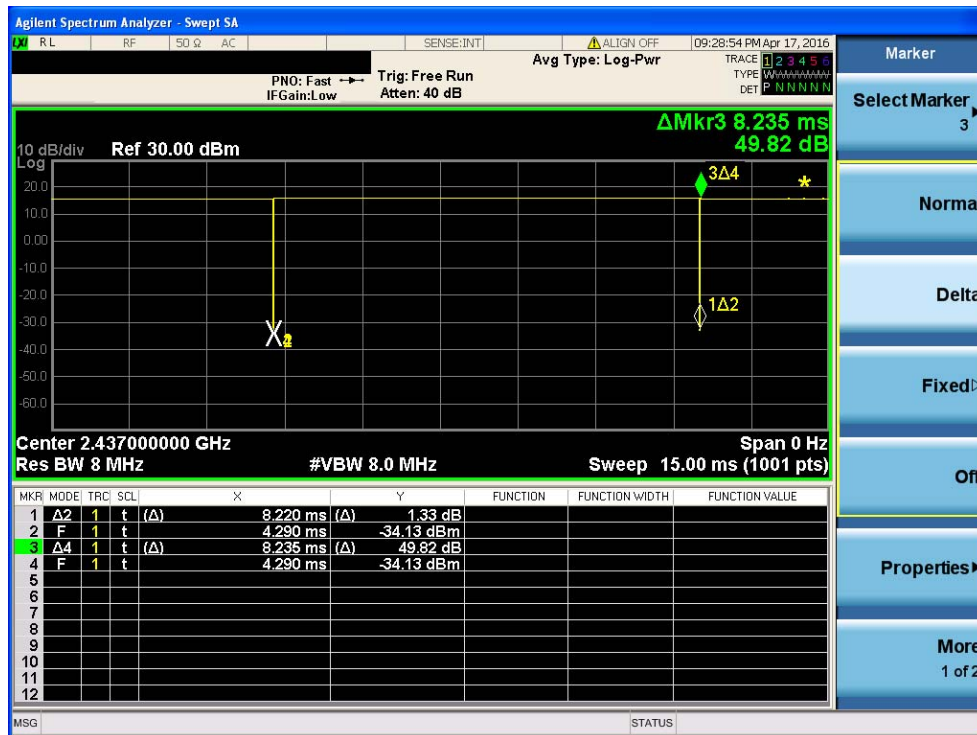 Agilent Spectrum Analyzer - Swept SA
LXI RL RF 50 Ω AC SENSE:INT ALIGN OFF 09:28:54 PM Apr 17, 2016
Avg Type: Log-Pwr TRACE 1 2 3 4 5 6
PNO: Fast Trig: Free Run TYPE
IFGain:Low Atten: 40 dB DET P N N N N N
ΔMkr3 8.235 ms
49.82 dB
10 dB/div Ref 30.00 dBm
Log
20.0
10.0
0.00
-10.0
-20.0
-30.0
-40.0
-50.0
-60.0
3Δ4
*
1Δ2
X
Center 2.437000000 GHz Span 0 Hz
Res BW 8 MHz #VBW 8.0 MHz Sweep 15.00 ms (1001 pts)
MKR MODE TRC SCL X Y FUNCTION FUNCTION WIDTH FUNCTION VALUE
1 Δ2 1 t (Δ) 8.220 ms (Δ) 1.33 dB
2 F 1 t 4.290 ms -34.13 dBm
3 Δ4 1 t (Δ) 8.235 ms (Δ) 49.82 dB
4 F 1 t 4.290 ms -34.13 dBm
5
6
7
8
9
10
11
12
MSG STATUS
Marker
Select Marker
3
Norma
Delta
Fixed
Off
Properties
More
1 of 2